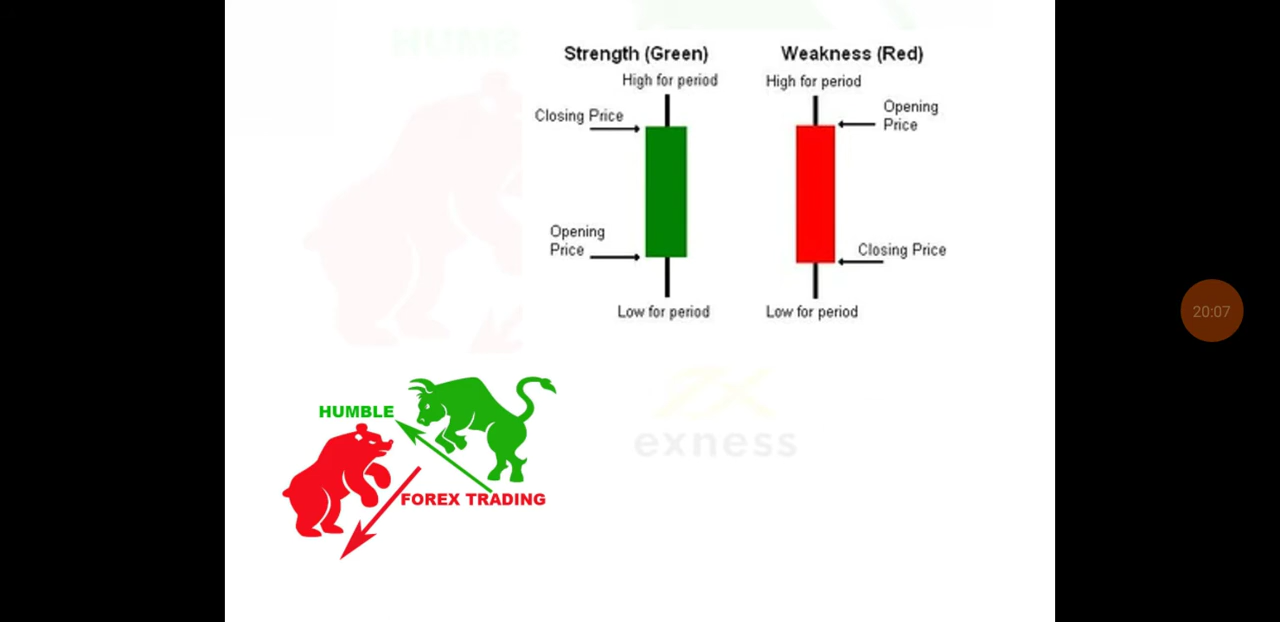 Strength (Green)
Weakness (Red)
High for period
High for period
Closing Price
Opening
Price
Opening
Price
Closing Price
Low for period
Low for period
HUMBLE
FOREX TRADING
exness
20:07